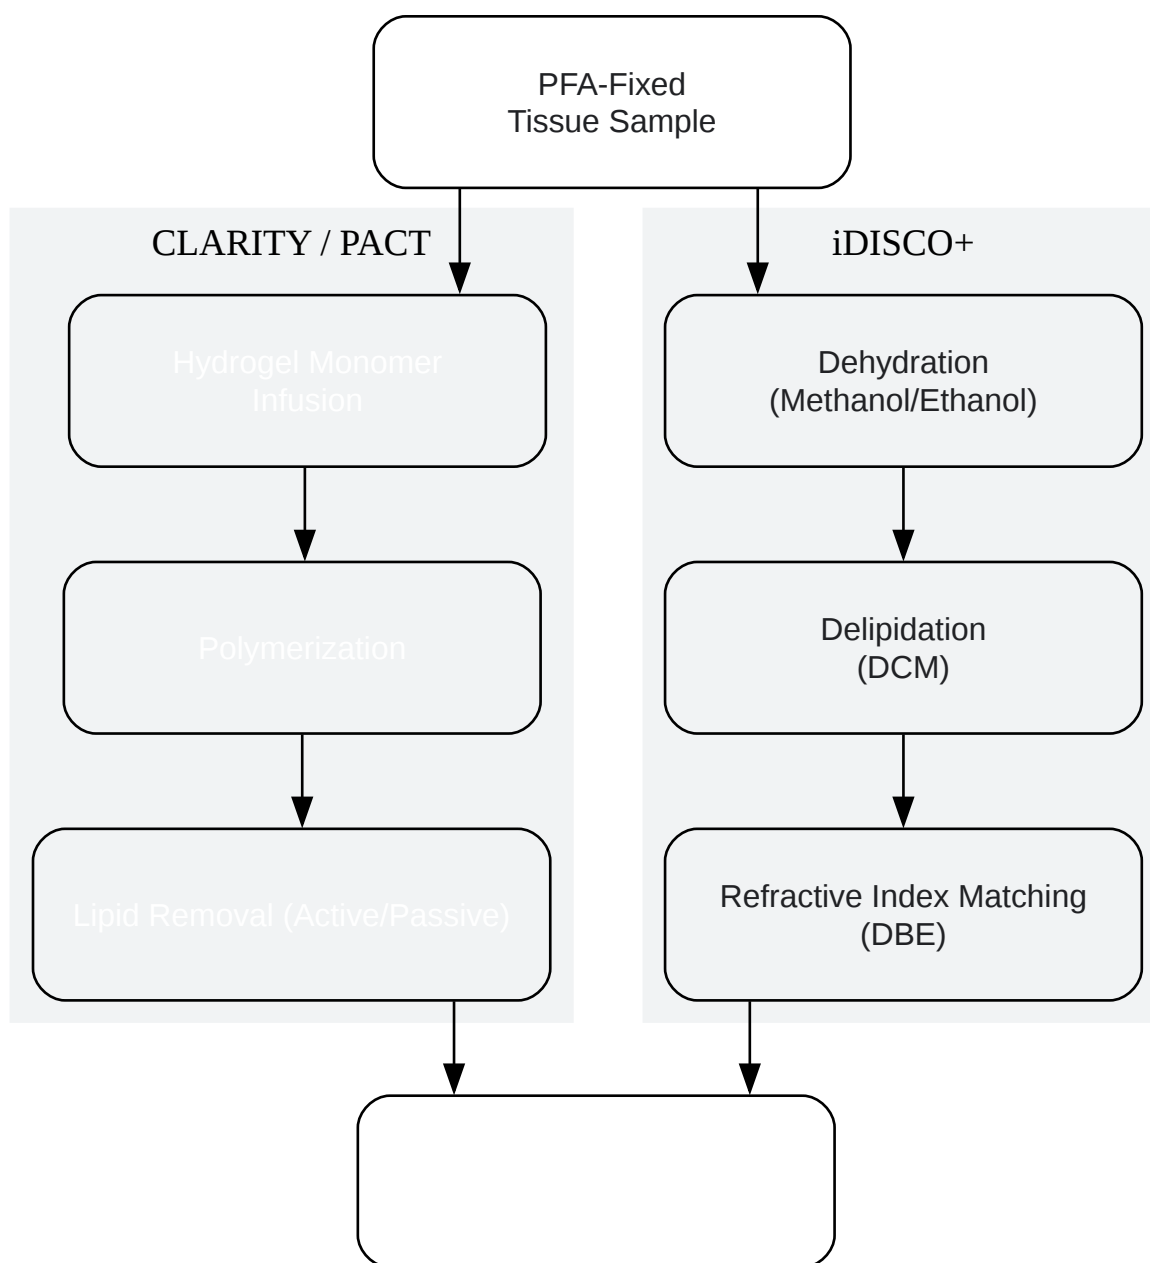 PFA-Fixed
Tissue Sample
CLARITY / PACT
Hydrogel Monomer
Infusion
Polymerization
Lipid Removal (Active/Passive)
iDISCO+
Dehydration
(Methanol/Ethanol)
Delipidation
(DCM)
Refractive Index Matching
(DBE)